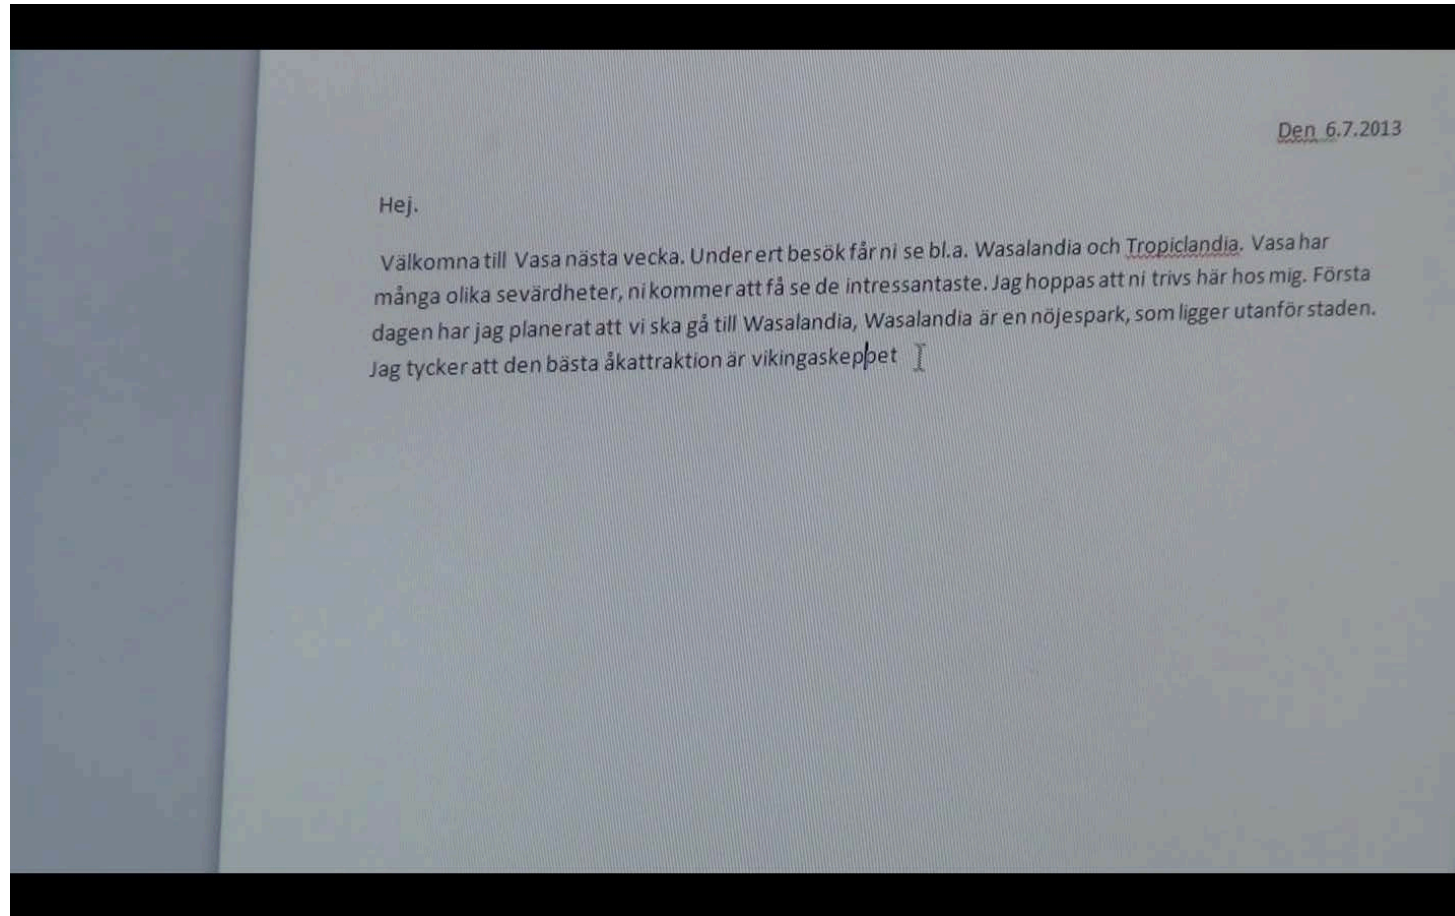 Den 6.7.2013
Hej.
Välkomna till Vasa nästa vecka. Under ert besök får ni se bl.a. Wasalandia och Tropiclandia. Vasa har
många olika sevärdheter, ni kommer att få se de intressantaste. Jag hoppas att ni trivs här hos mig. Första
dagen har jag planerat att vi ska gå till Wasalandia, Wasalandia är en nöjespark, som ligger utanför staden.
Jag tycker att den bästa åkattraktion är vikingaskeppet